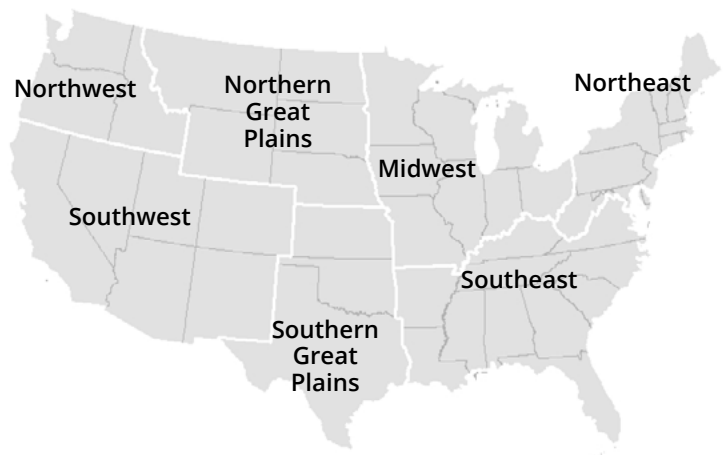 Northwest
Northern
Great
Plains
Northeast
Midwest
Southwest
Southeast
Southern
Great
Plains